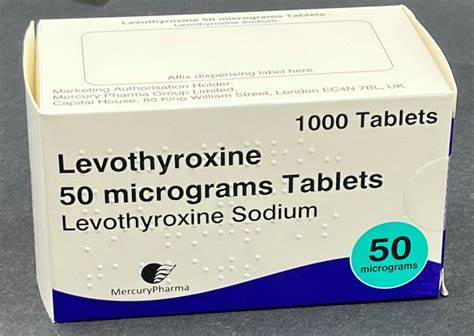 Levothyroxine 50 micrograms Tablets
Levothyroxine Sodium
Affix dispensing label here
Marketing Authorisation Holder:
Mercury Pharma Group Limited,
Capital House, 85 King William Street, London EC4N 7BL, UK
1000 Tablets
Levothyroxine
50 micrograms Tablets
Levothyroxine Sodium
50
micrograms
MercuryPharma